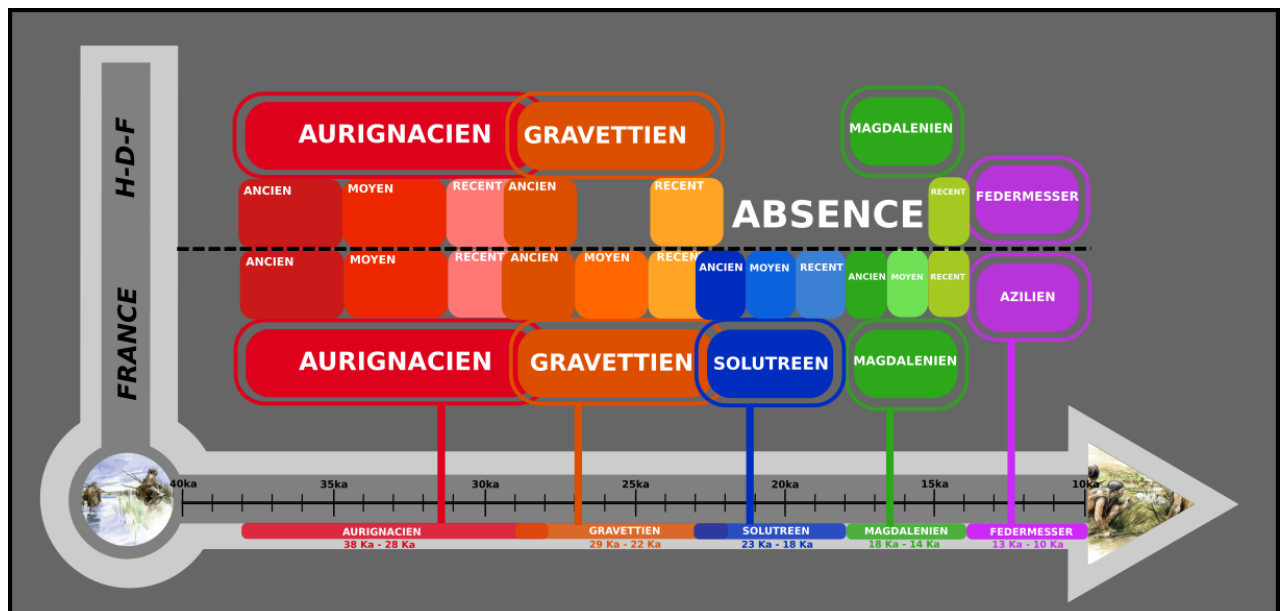 H-D-F
AURIGNACIEN
GRAVETTIEN
MAGDALENIEN
ANCIEN
MOYEN
RECENT
ANCIEN
RECENT
ABSENCE
RECENT
FEDERMESSER
FRANCE
ANCIEN
MOYEN
RECENT
ANCIEN
MOYEN
RECEN
ANCIEN
MOYEN
RECENT
ANCIEN
MOYEN
RECENT
AZILIEN
AURIGNACIEN
GRAVETTIEN
SOLUTREEN
MAGDALENIEN
40ka
35ka
30ka
25ka
20ka
15ka
10ka
AURIGNACIEN
GRAVETTIEN
SOLUTREEN
MAGDALENIEN
FEDERMESSER
38 Ka - 28 Ka
29 Ka - 22 Ka
23 Ka - 18 Ka
18 Ka - 14 Ka
13 Ka - 10 Ka